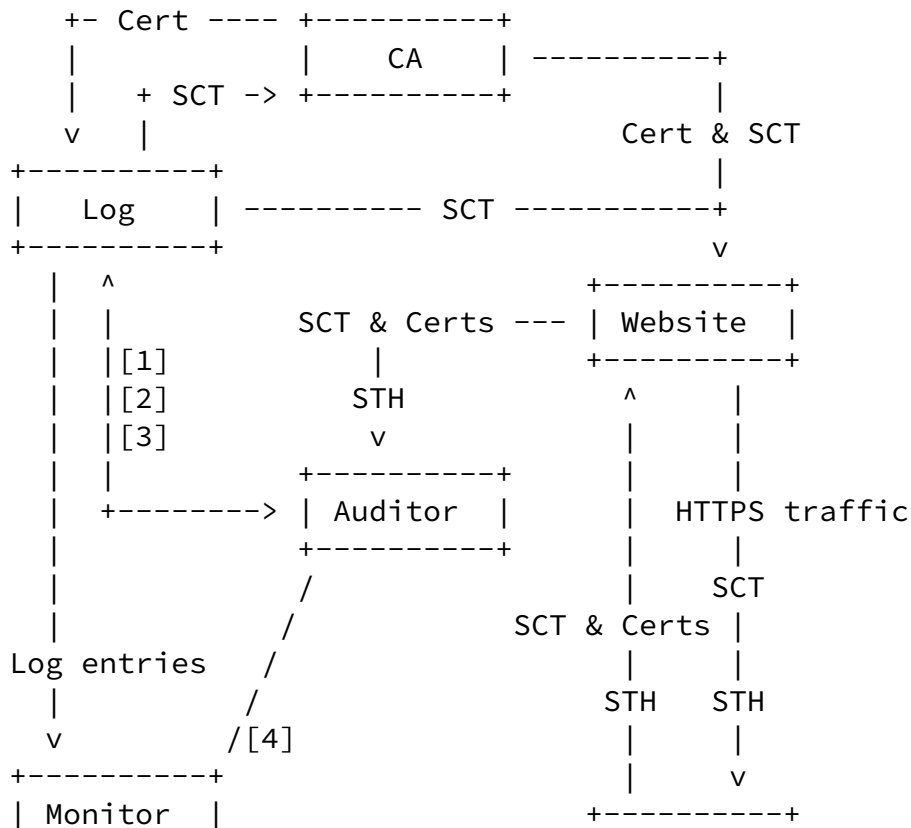 +- Cert ---- +----------+
|            |    CA    | ----------+
|   + SCT -> +----------+           |
v   |                          Cert & SCT
+----------+                        |
|   Log    | ---------- SCT -----------+
+----------+                        v
|  ^                          +----------+
|  |         SCT & Certs --- | Website  |
|  |[1]           |           +----------+
|  |[2]          STH            ^     |
|  |[3]           v             |     |
|  |          +----------+      |     |
|  +--------> | Auditor  |      |  HTTPS traffic
|             +----------+      |     |
|            /                  |    SCT
|           /             SCT & Certs |
Log entries   /                 |     |
|         /                    STH   STH
v        /[4]                   |     |
+----------+                    |     v
| Monitor  |                  +----------+